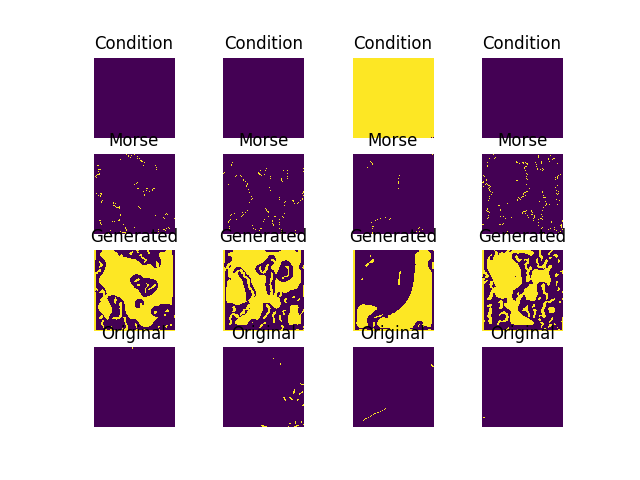 Condition Condition Condition Condition
Morse Morse Morse Morse
Generated Generated Generated Generated
Original Original Original Original